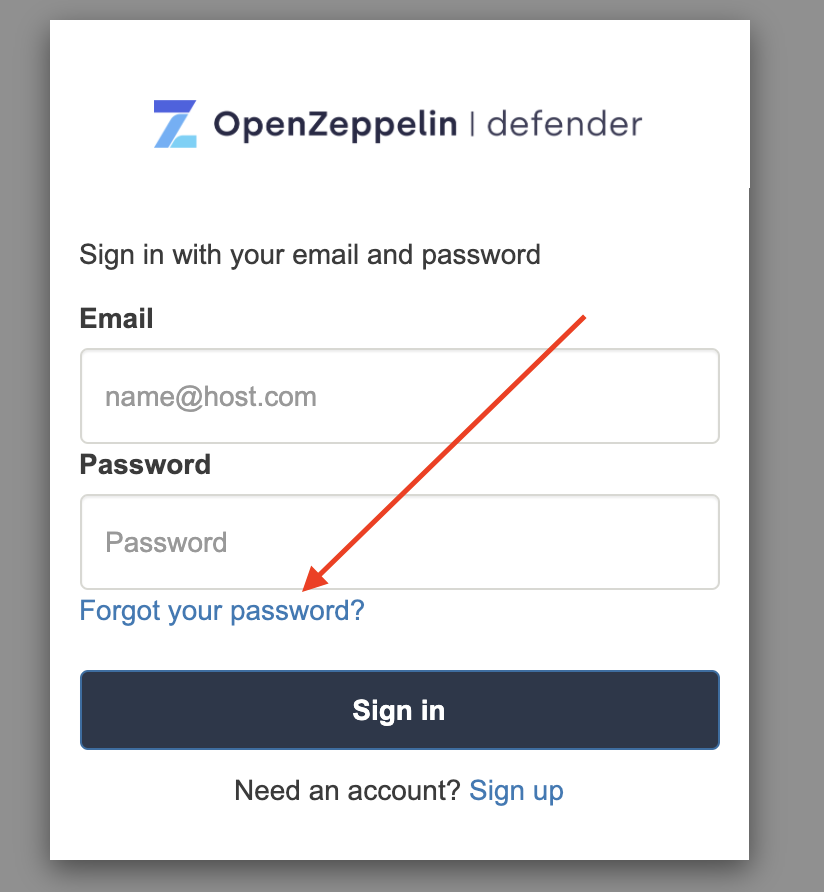 OpenZeppelin | defender
Sign in with your email and password
Email
name@host.com
Password
Password
Forgot your password?
Sign in
Need an account? Sign up